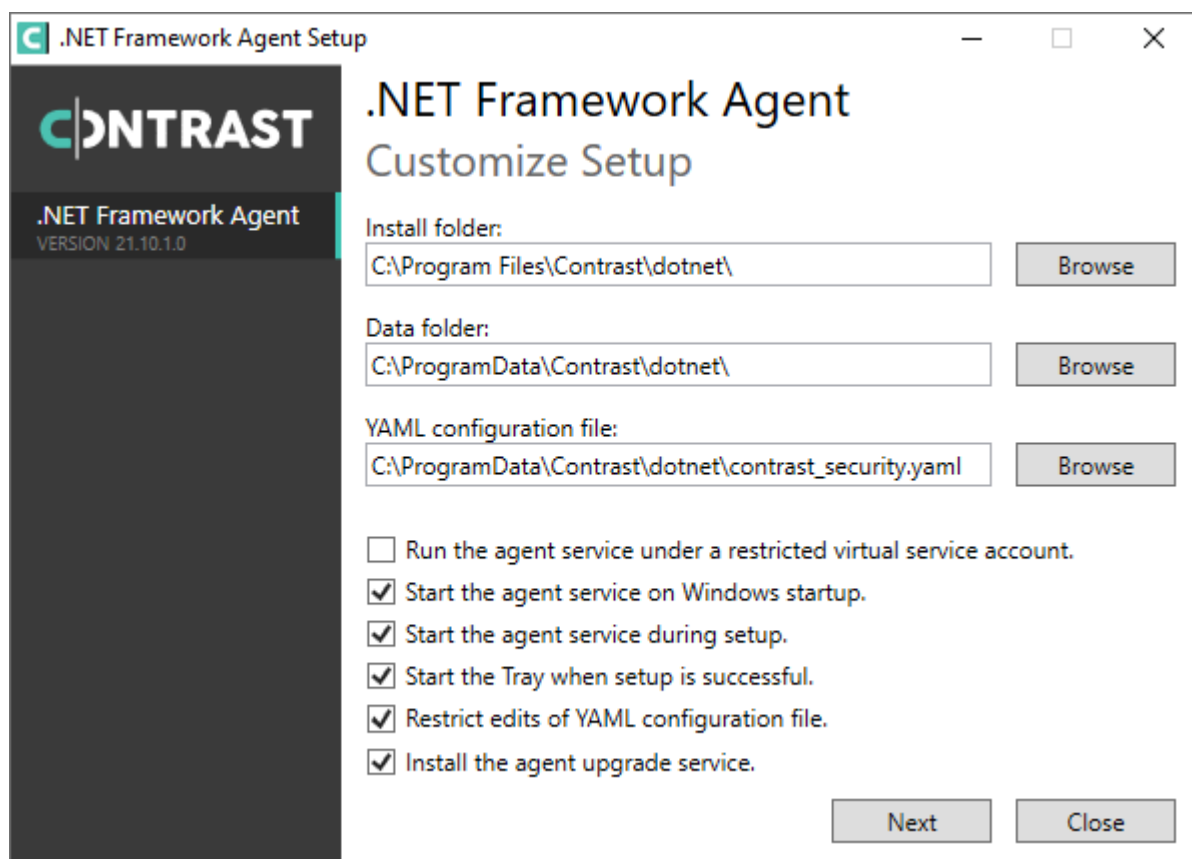 .NET Framework Agent Setup
CONTRAST
.NET Framework Agent
VERSION 21.10.1.0
.NET Framework Agent
Customize Setup
Install folder:
C:\Program Files\Contrast\dotnet\
Browse
Data folder:
C:\ProgramData\Contrast\dotnet\
Browse
YAML configuration file:
C:\ProgramData\Contrast\dotnet\contrast_security.yaml
Browse
Run the agent service under a restricted virtual service account.
Start the agent service on Windows startup.
Start the agent service during setup.
Start the Tray when setup is successful.
Restrict edits of YAML configuration file.
Install the agent upgrade service.
Next
Close